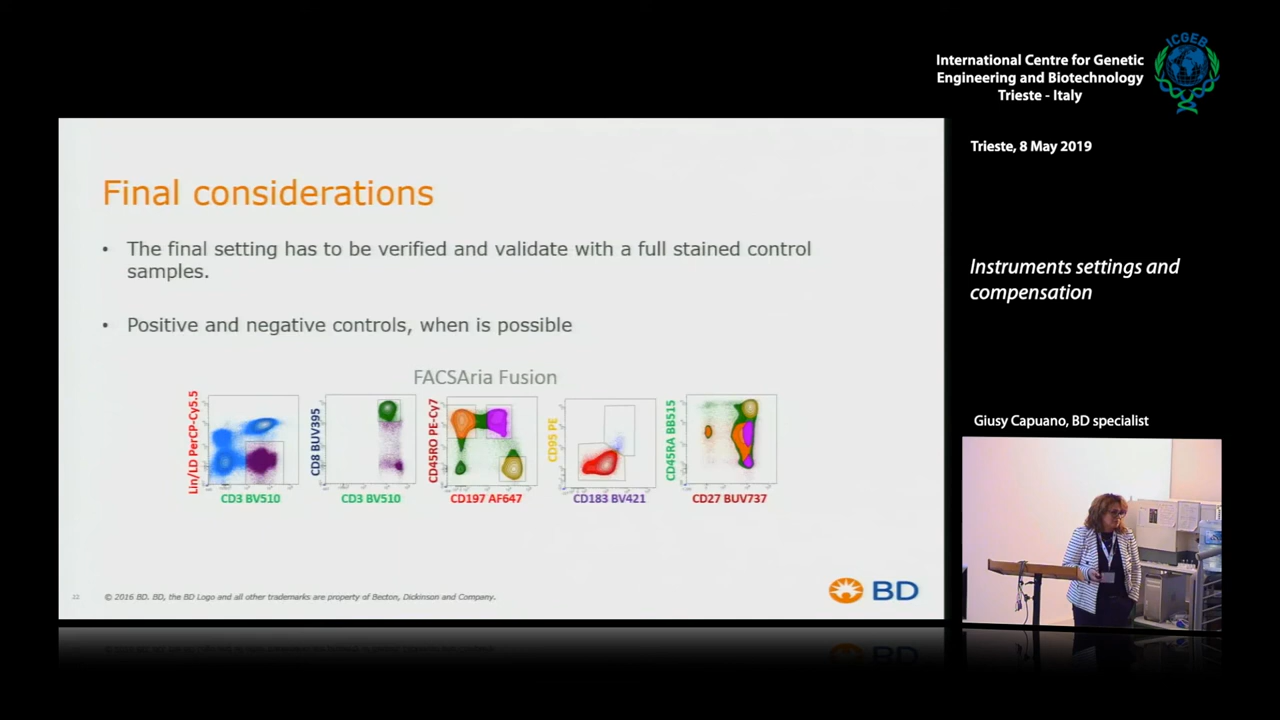 International Centre for Genetic
Engineering and Biotechnology
Trieste - Italy
ICGEB
Trieste, 8 May 2019
Instruments settings and
compensation
Giusy Capuano, BD specialist
Final considerations
• The final setting has to be verified and validate with a full stained control
samples.
• Positive and negative controls, when is possible
FACSAria Fusion
Lin/LD PerCP-Cy5.5
CD3 BV510
CD8 BUV395
CD3 BV510
CD45RO PE-Cy7
CD197 AF647
CD95 PE
CD183 BV421
CD45RA BB515
CD27 BUV737
22
© 2016 BD. BD, the BD Logo and all other trademarks are property of Becton, Dickinson and Company.
BD